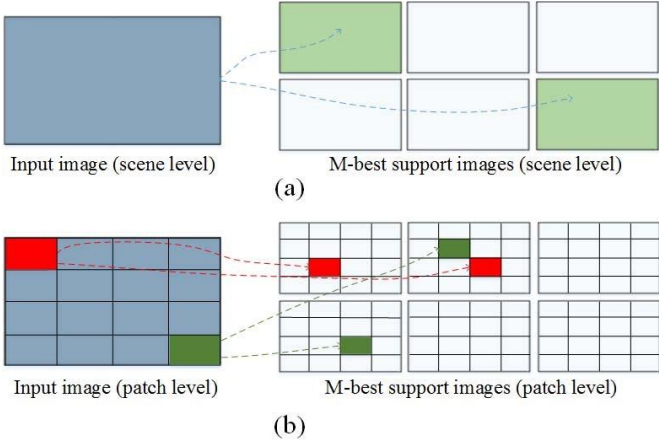 Input image (scene level)
M-best support images (scene level)
(a)
Input image (patch level)
M-best support images (patch level)
(b)